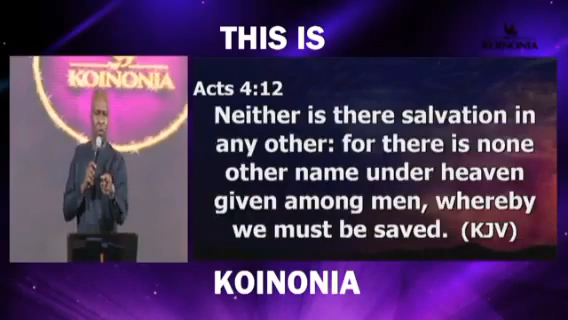 THIS IS
KOINONIA
KOINONIA
Acts 4:12
Neither is there salvation in
any other: for there is none
other name under heaven
given among men, whereby
we must be saved. (KJV)
KOINONIA